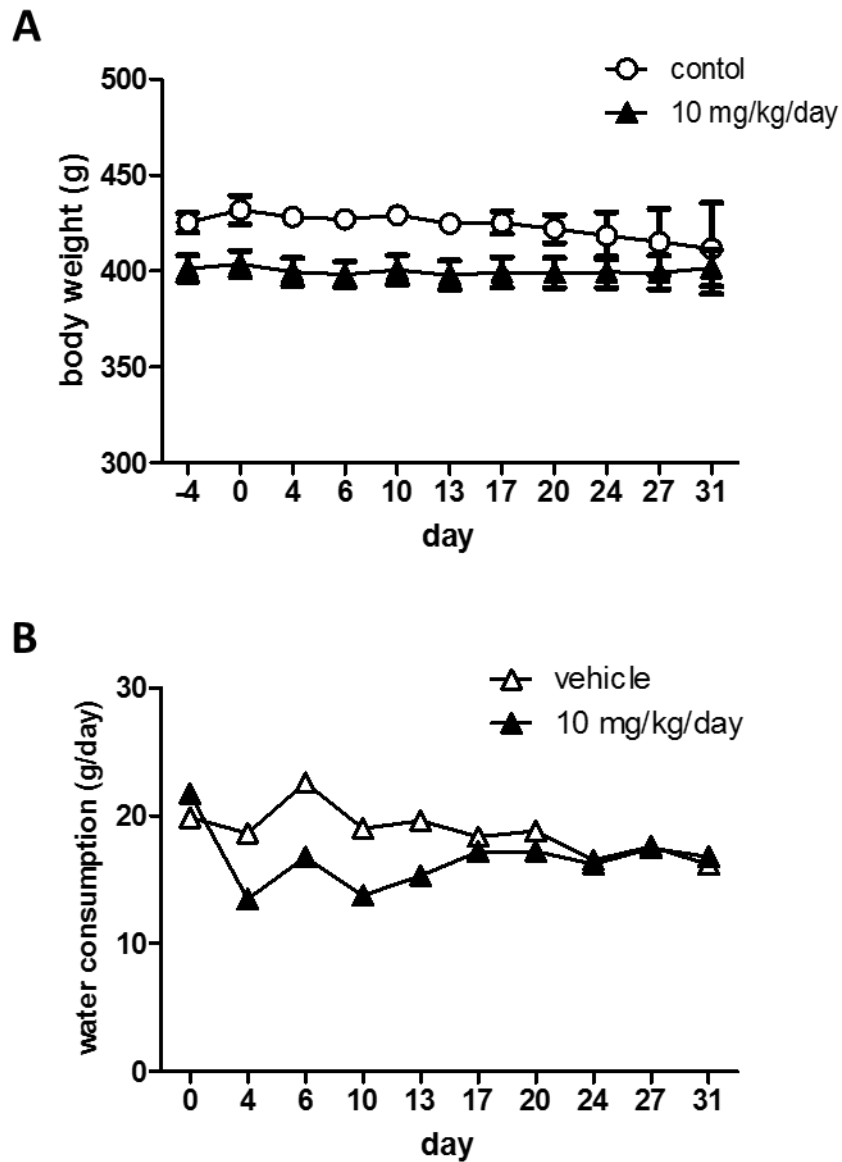 A
contol
10 mg/kg/day
500
450
400
350
300
body weight (g)
-4 0 4 6 10 13 17 20 24 27 31
day
B
vehicle
10 mg/kg/day
30
20
10
0
water consumption (g/day)
0 4 6 10 13 17 20 24 27 31
day